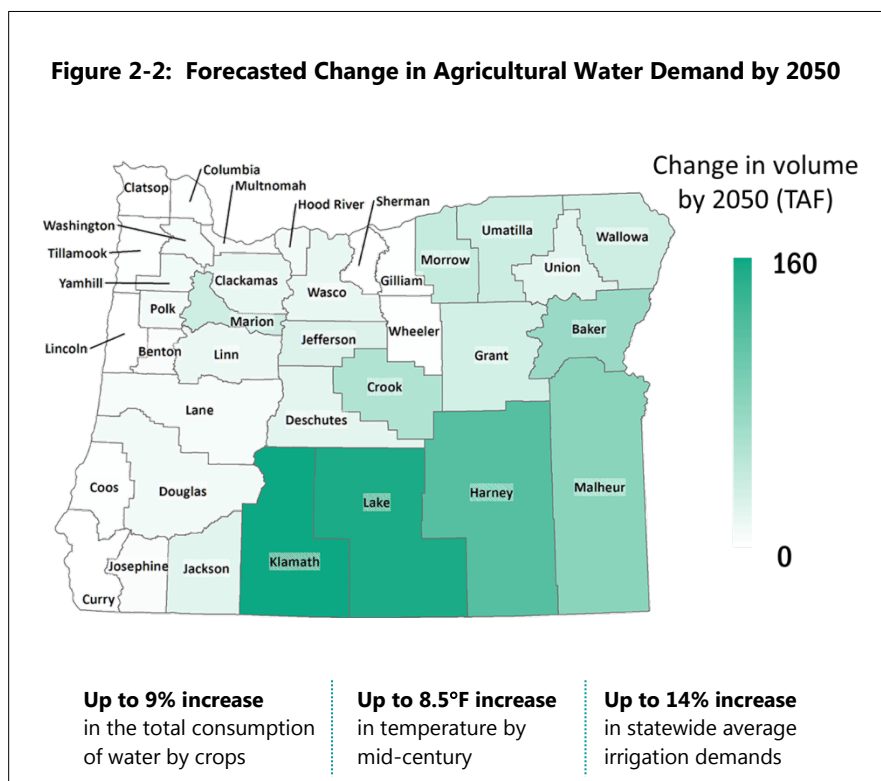 Figure 2-2: Forecasted Change in Agricultural Water Demand by 2050
Change in volume
by 2050 (TAF)
160
0
Clatsop
Columbia
Multnomah
Hood River
Sherman
Washington
Tillamook
Yamhill
Clackamas
Wasco
Gilliam
Morrow
Umatilla
Union
Wallowa
Polk
Marion
Lincoln
Benton
Linn
Jefferson
Wheeler
Grant
Baker
Crook
Lane
Deschutes
Coos
Douglas
Lake
Harney
Malheur
Klamath
Josephine
Jackson
Curry
Up to 9% increase
in the total consumption
of water by crops
Up to 8.5°F increase
in temperature by
mid-century
Up to 14% increase
in statewide average
irrigation demands